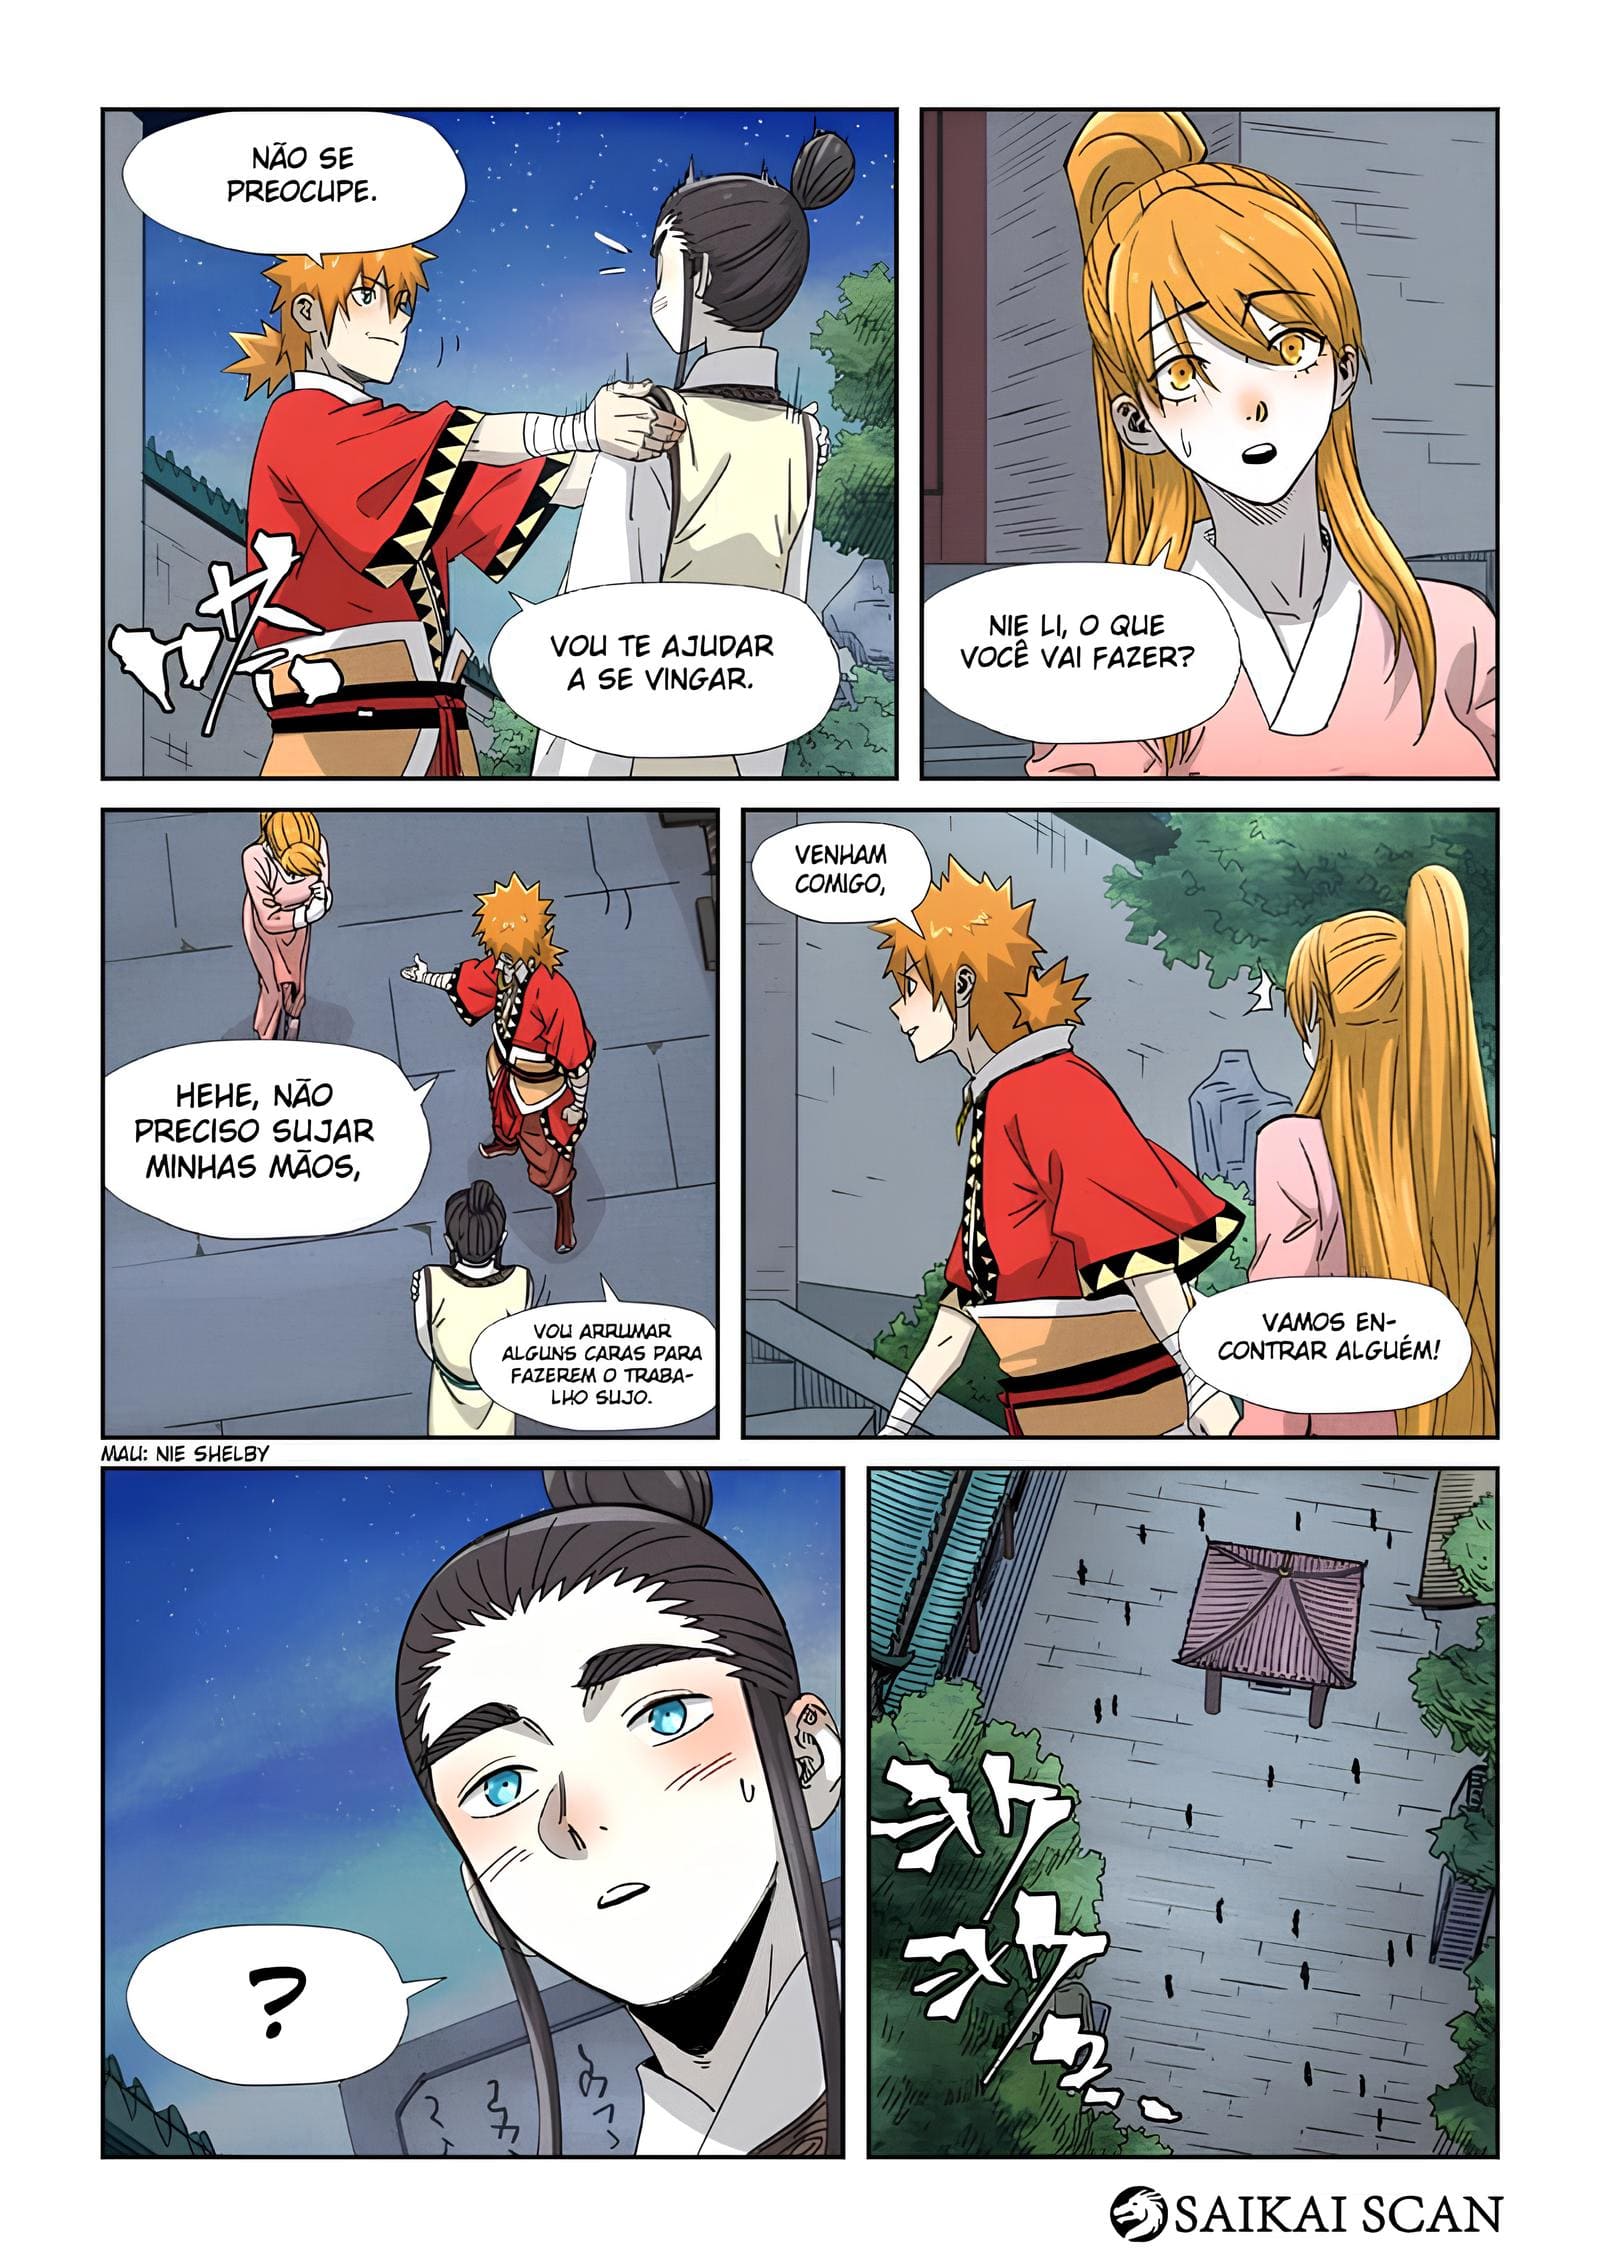 NÃO SE
PREOCUPE.
VOU TE AJUDAR
A SE VINGAR.
NIE LI, O QUE
VOCÊ VAI FAZER?
HEHE, NÃO
PRECISO SUJAR
MINHAS MÃOS,
VOU ARRUMAR
ALGUNS CARAS PARA
FAZEREM O TRABA-
LHO SUJO.
VENHAM
COMIGO,
VAMOS EN-
CONTRAR ALGUÉM!
MAU: NIE SHELBY
?
SAIKAI SCAN